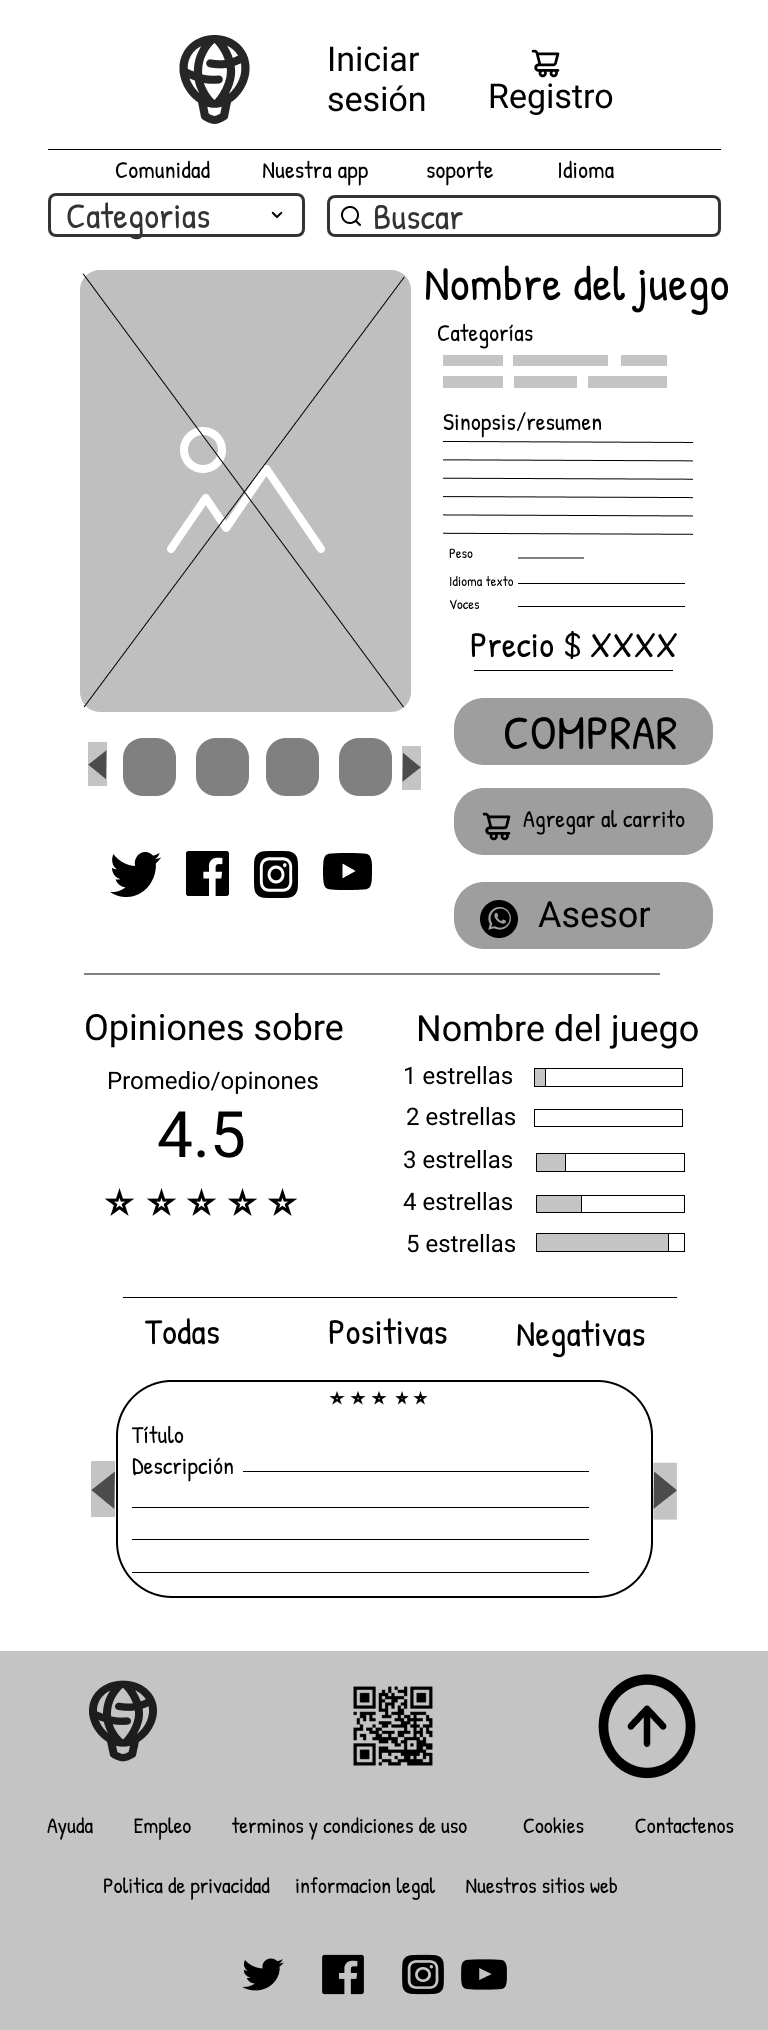 Iniciar
sesión
Registro
Comunidad
Nuestra app
soporte
Idioma
Categorias
Buscar
Nombre del juego
Categorías
Sinopsis/resumen
Peso
Idioma texto
Voces
Precio $ XXXX
COMPRAR
Agregar al carrito
Asesor
Opiniones sobre
Nombre del juego
Promedio/opinones
4.5
1 estrellas
2 estrellas
3 estrellas
4 estrellas
5 estrellas
Todas
Positivas
Negativas
Título
Descripción
Ayuda
Empleo
terminos y condiciones de uso
Cookies
Contactenos
Politica de privacidad
informacion legal
Nuestros sitios web